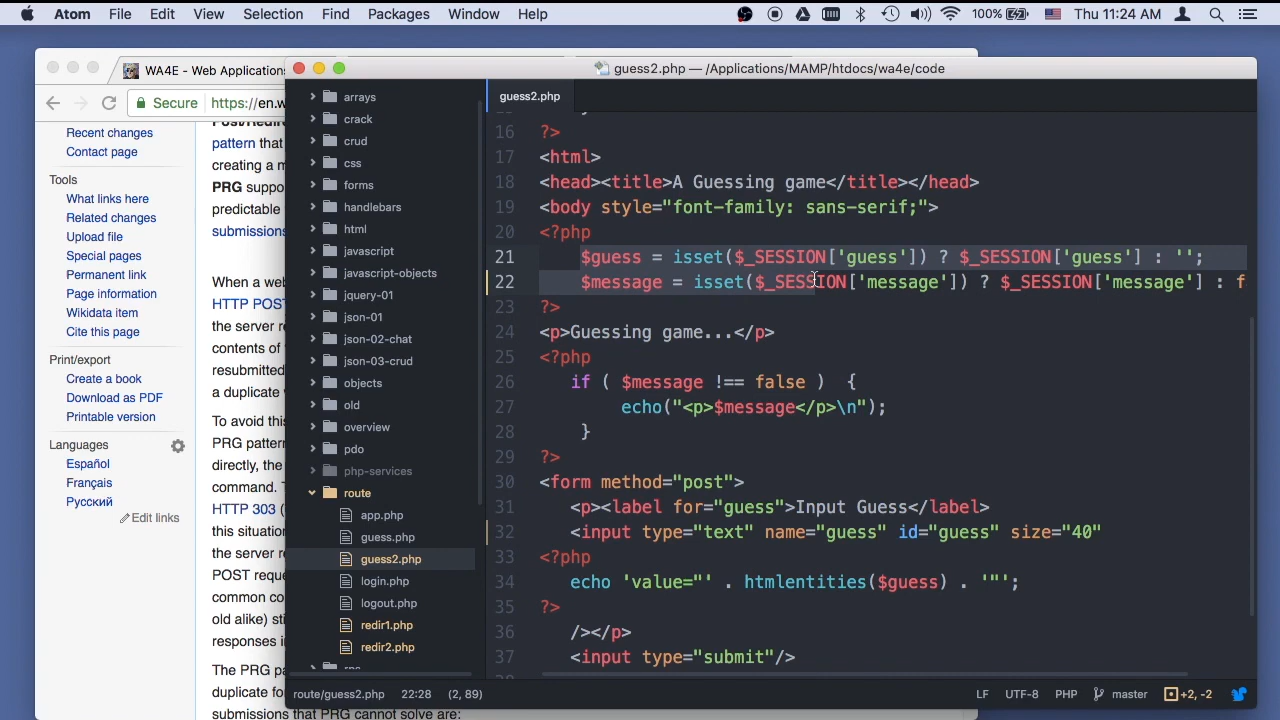 Atom File Edit View Selection Find Packages Window Help 100% Thu 11:24 AM
WA4E - Web Applications
Secure https://en.w
Recent changes
Contact page
Tools
What links here
Related changes
Upload file
Special pages
Permanent link
Page information
Wikidata item
Cite this page
Print/export
Create a book
Download as PDF
Printable version
Languages
Español
Français
Русский
Edit links
Post/Redire
pattern that
creating a m
PRG suppo
predictable
submissions
When a web
HTTP POST
the server re
contents of
resubmitted
a duplicate
To avoid this
PRG pattern
directly, the
command.
HTTP 303 (
this situation
the server re
POST reque
common co
old alike) sti
responses in
The PRG pa
duplicate fo
submissions that PRG cannot solve are:
guess2.php — /Applications/MAMP/htdocs/wa4e/code
arrays
crack
crud
css
forms
handlebars
html
javascript
javascript-objects
jquery-01
json-01
json-02-chat
json-03-crud
objects
old
overview
pdo
php-services
route
app.php
guess.php
guess2.php
login.php
logout.php
redir1.php
redir2.php
guess2.php
16 ?>
17 <html>
18 <head><title>A Guessing game</title></head>
19 <body style="font-family: sans-serif;">
20 <?php
21 $guess = isset($_SESSION['guess']) ? $_SESSION['guess'] : '';
22 $message = isset($_SESSION['message']) ? $_SESSION['message'] : f
23 ?>
24 <p>Guessing game...</p>
25 <?php
26 if ( $message !== false ) {
27 echo("<p>$message</p>\n");
28 }
29 ?>
30 <form method="post">
31 <p><label for="guess">Input Guess</label>
32 <input type="text" name="guess" id="guess" size="40"
33 <?php
34 echo 'value="' . htmlentities($guess) . '"';
35 ?>
36 /></p>
37 <input type="submit"/>
route/guess2.php 22:28 (2, 89) LF UTF-8 PHP master +2, -2